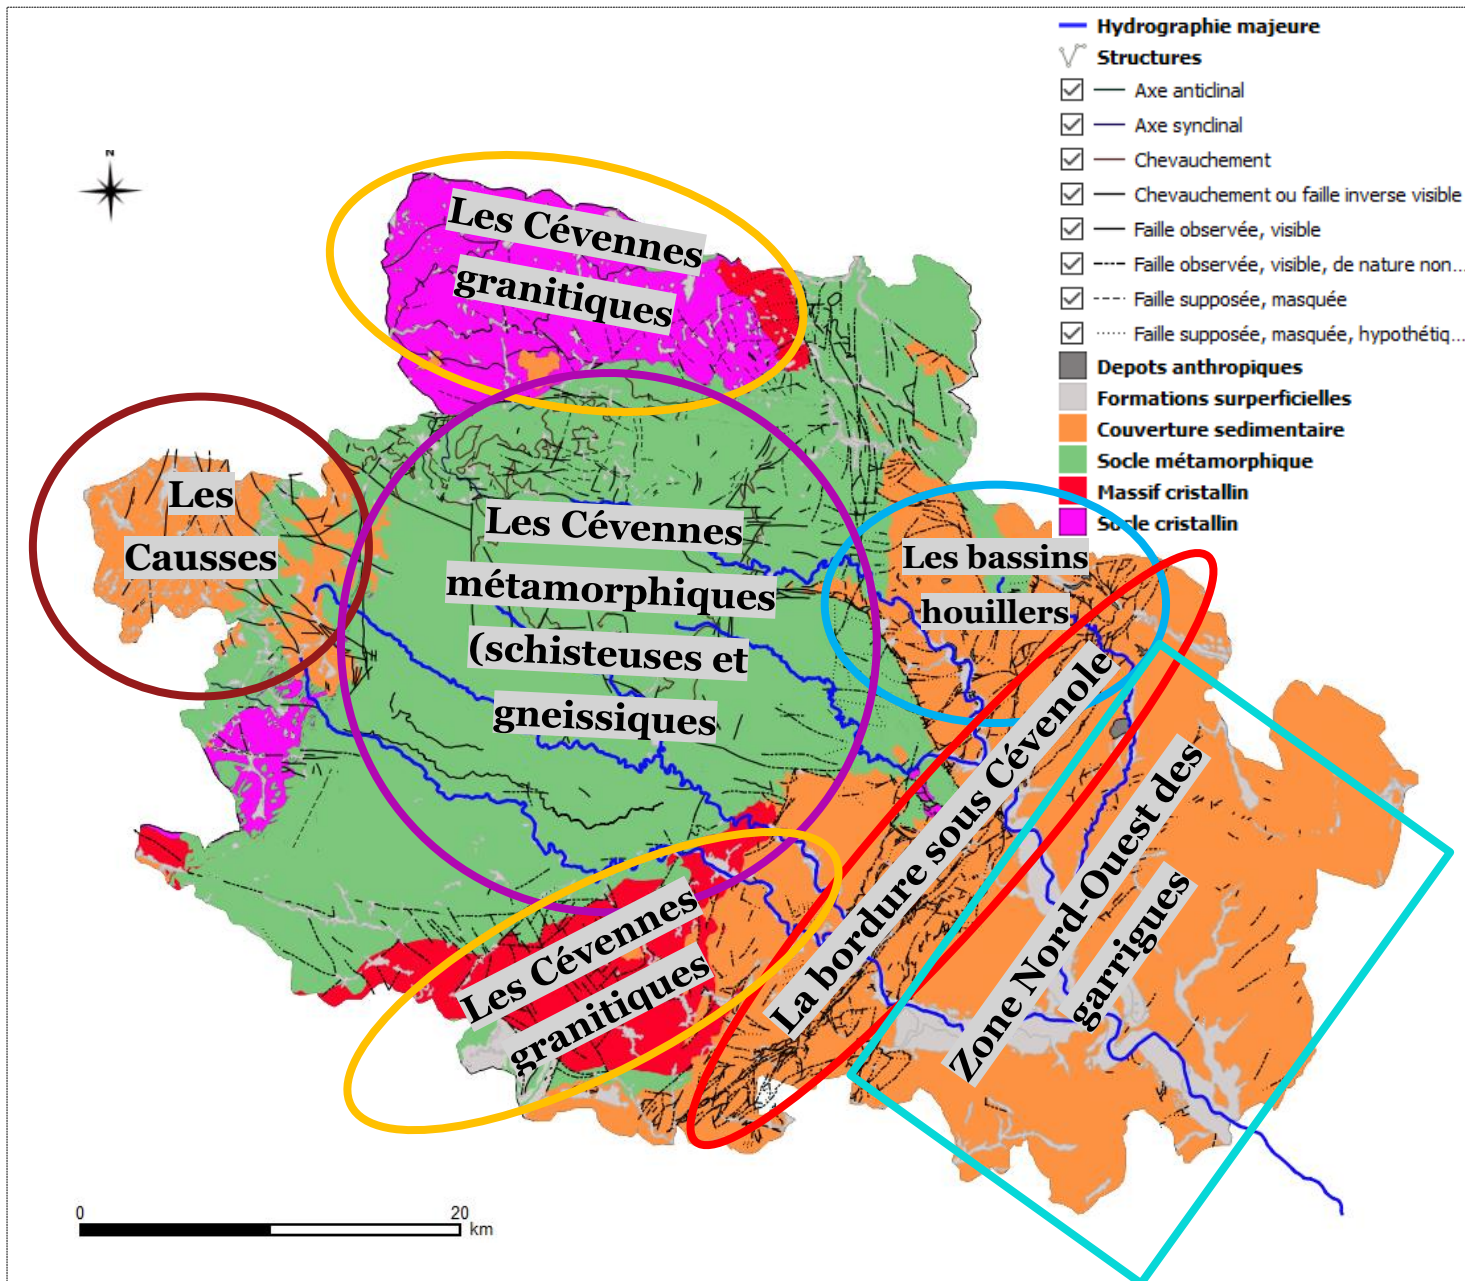 Hydrographie majeure
Structures
Axe anticlinal
Axe synclinal
Chevauchement
Chevauchement ou faille inverse visible
Faille observée, visible
Faille observée, visible, de nature non...
Faille supposée, masquée
Faille supposée, masquée, hypothétiq...
Depots anthropiques
Formations surperficielles
Couverture sedimentaire
Socle métamorphique
Massif cristallin
Socle cristallin
N
Les Cévennes
granitiques
Les
Causses
Les Cévennes
métamorphiques
(schisteuses et
gneissiques
Les bassins
houillers
La bordure sous Cévenole
Zone Nord-Ouest des
garrigues
Les Cévennes
granitiques
0 20
km